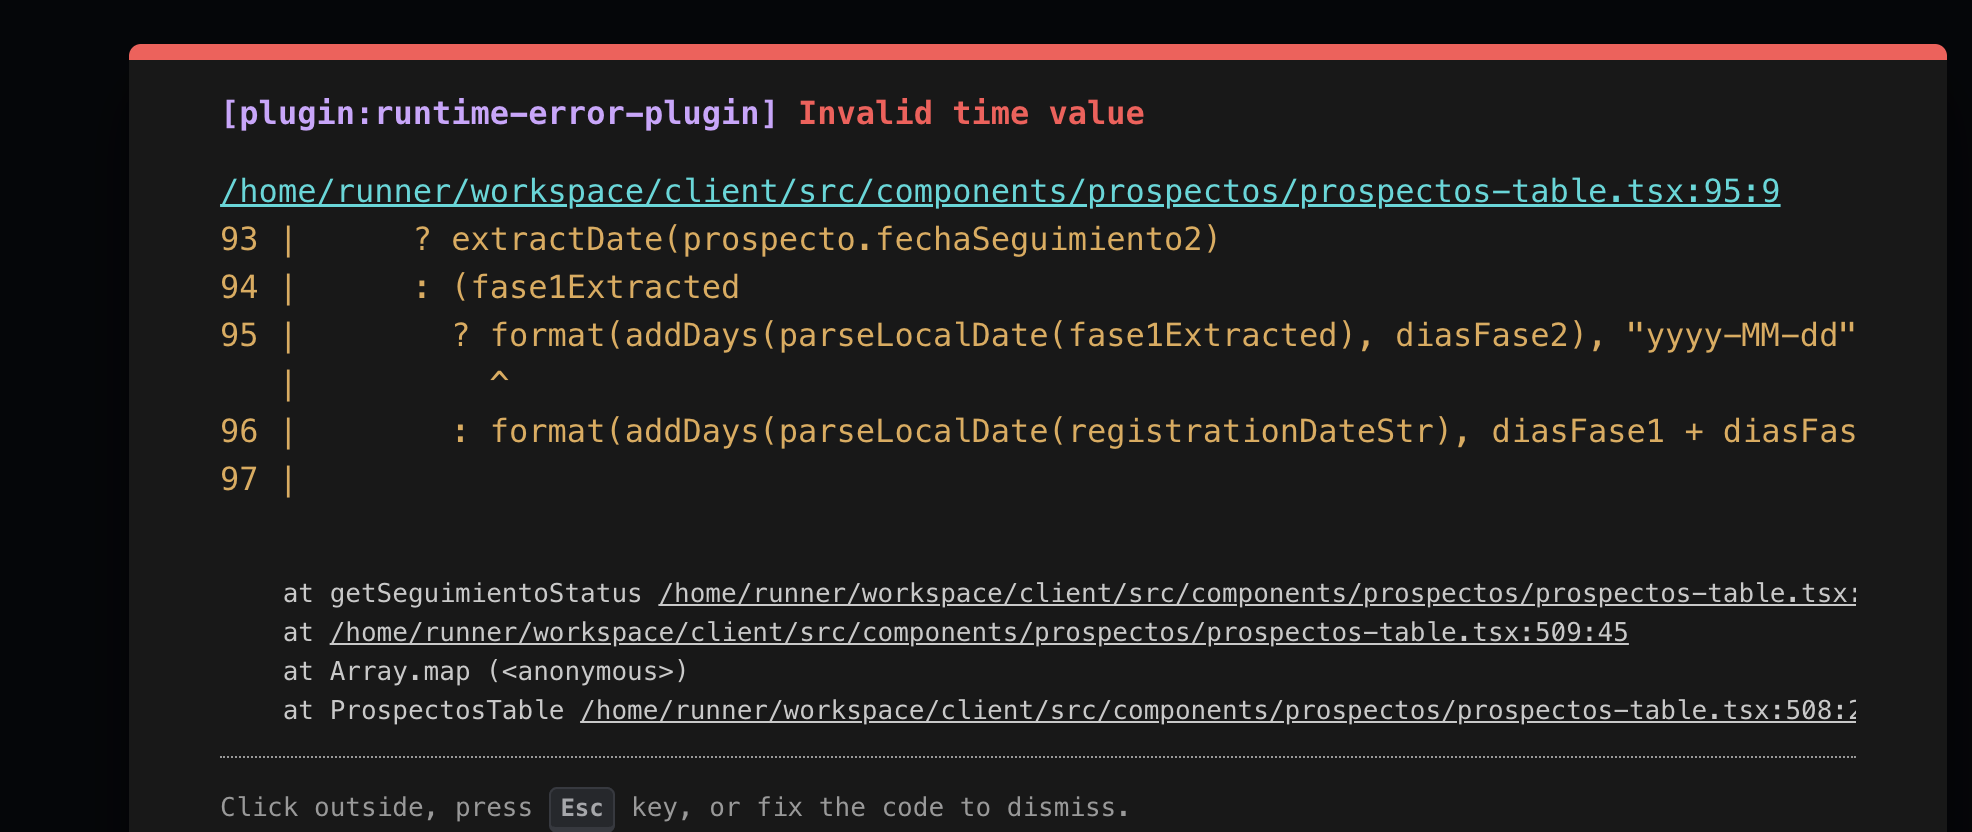 [plugin:runtime-error-plugin] Invalid time value
/home/runner/workspace/client/src/components/prospectos/prospectos-table.tsx:95:9
93 |      ? extractDate(prospecto.fechaSeguimiento2)
94 |      : (fase1Extracted
95 |        ? format(addDays(parseLocalDate(fase1Extracted), diasFase2), "yyyy-MM-dd"
   |          ^
96 |        : format(addDays(parseLocalDate(registrationDateStr), diasFase1 + diasFas
97 |
at getSeguimientoStatus /home/runner/workspace/client/src/components/prospectos/prospectos-table.tsx:
at /home/runner/workspace/client/src/components/prospectos/prospectos-table.tsx:509:45
at Array.map (<anonymous>)
at ProspectosTable /home/runner/workspace/client/src/components/prospectos/prospectos-table.tsx:508:2
Click outside, press Esc key, or fix the code to dismiss.